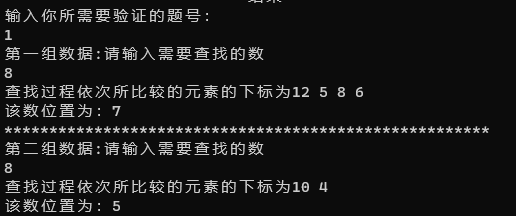 输入你所需要验证的题号:
1
第一组数据:请输入需要查找的数
8
查找过程依次所比较的元素的下标为12 5 8 6
该数位置为: 7
******************************************************
第二组数据:请输入需要查找的数
8
查找过程依次所比较的元素的下标为10 4
该数位置为: 5